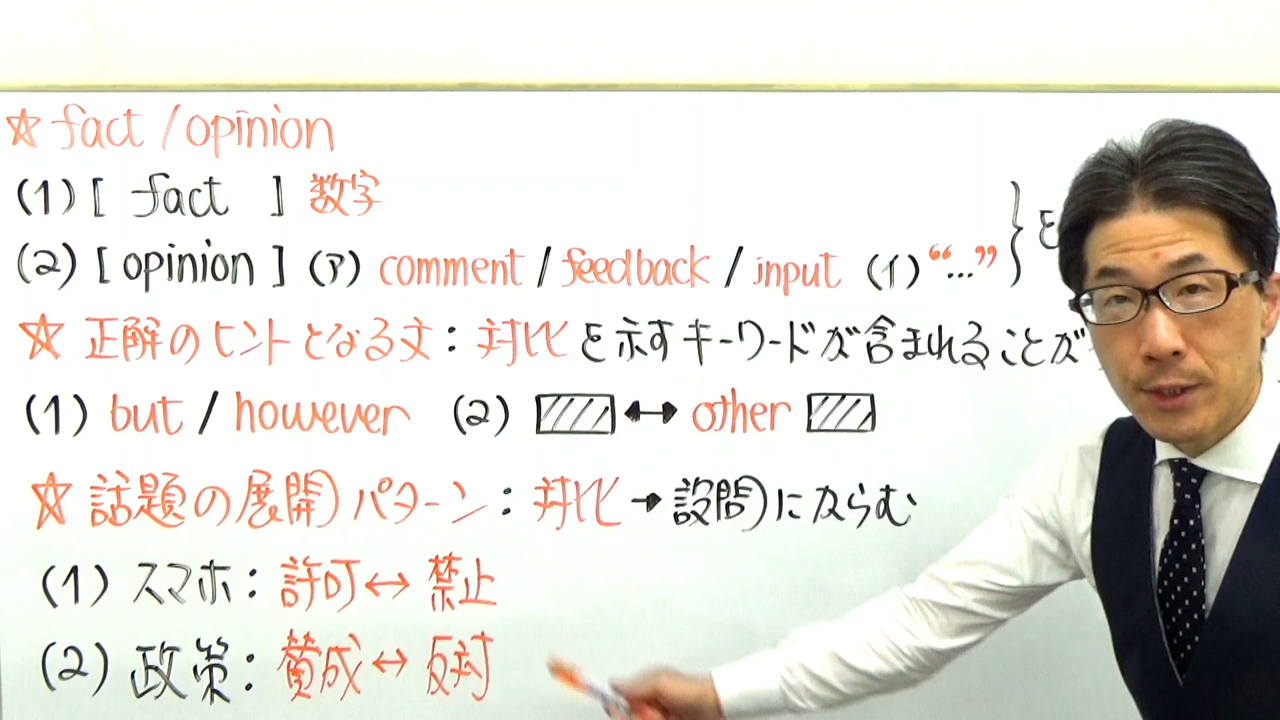 ☆ fact / opinion
(1) [ fact ] 数字
(2) [ opinion ] (ア) comment / feedback / input (イ) “…” } を
☆ 正解のヒントとなる文：対比を示すキーワードが含まれることが
(1) but / however (2) ↔ other
☆ 話題の展開パターン：対比→設問にならむ
(1) スマホ：許可↔禁止
(2) 政策：賛成↔反対